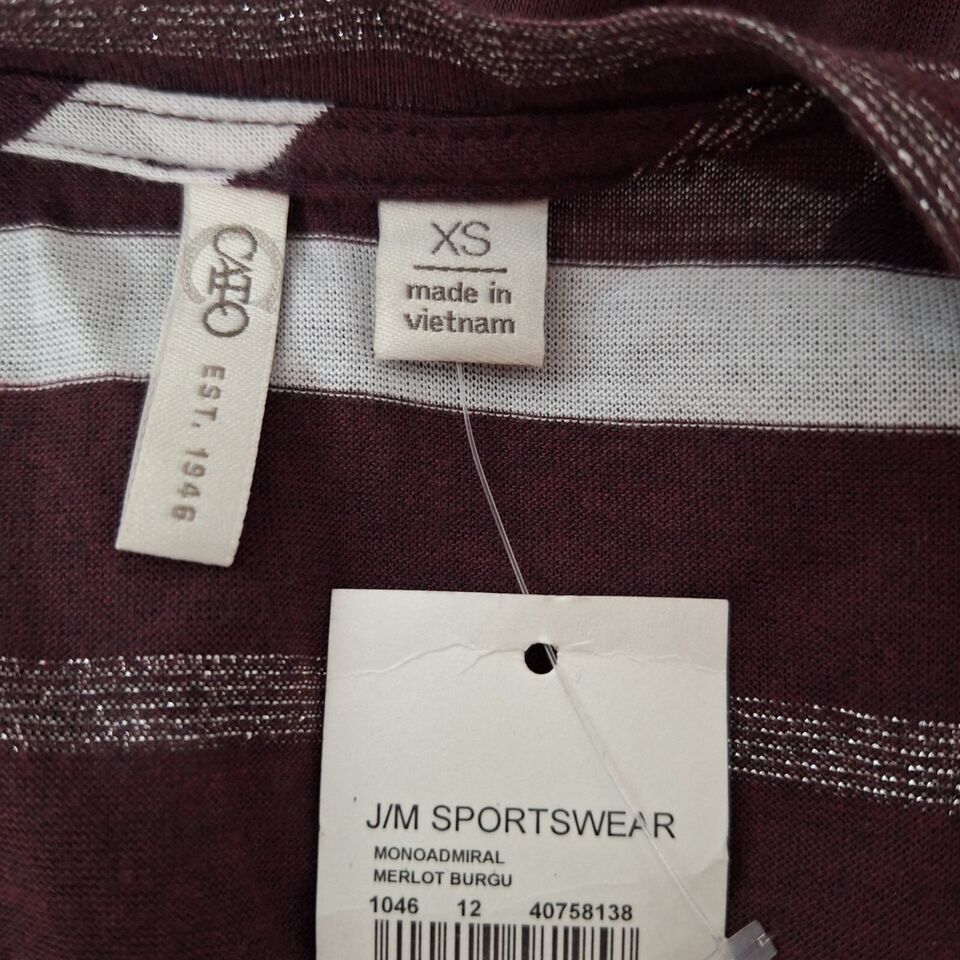 CATO
EST. 1946
XS
made in
vietnam
J/M SPORTSWEAR
MONOADMIRAL
MERLOT BURGU
1046 12 40758138